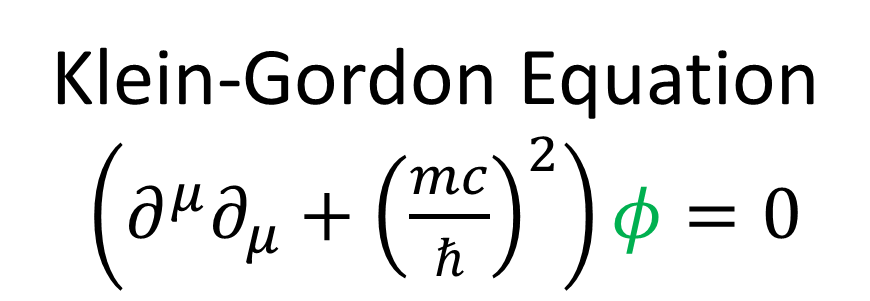 Klein-Gordon Equation
(∂^μ ∂_μ + (mc/ħ)^2) ϕ = 0